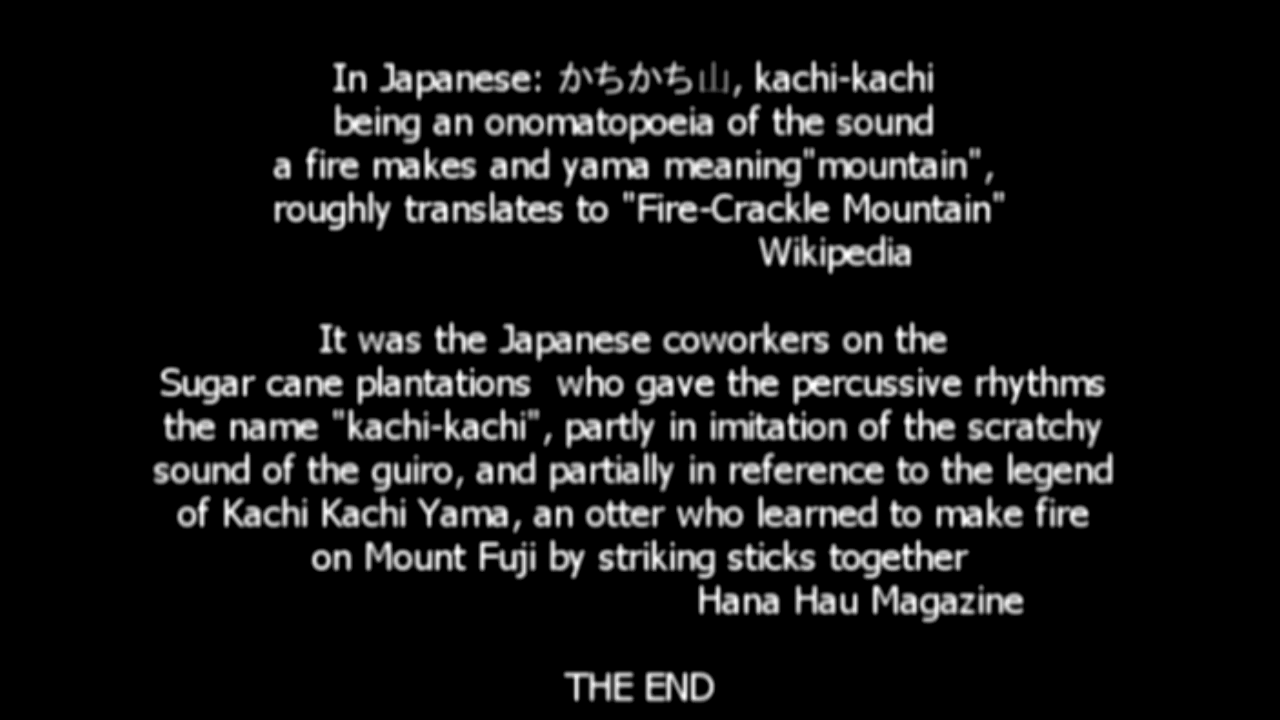 In Japanese: かちかち山, kachi-kachi
being an onomatopoeia of the sound
a fire makes and yama meaning"mountain",
roughly translates to "Fire-Crackle Mountain"
Wikipedia
It was the Japanese coworkers on the
Sugar cane plantations  who gave the percussive rhythms
the name "kachi-kachi", partly in imitation of the scratchy
sound of the guiro, and partially in reference to the legend
of Kachi Kachi Yama, an otter who learned to make fire
on Mount Fuji by striking sticks together
Hana Hau Magazine
THE END